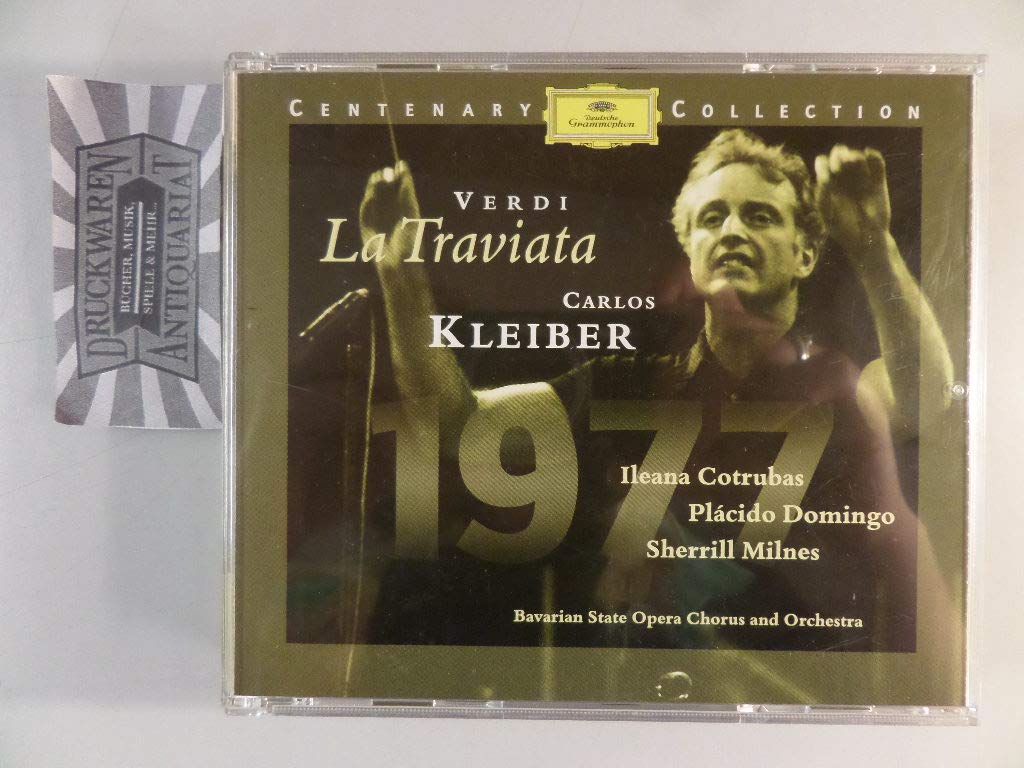 DRUCKWAREN
BÜCHER, MUSIK,
SPIELE & MEHR...
ANTIQUARIAT
CENTENARY COLLECTION
Deutsche
Grammophon
VERDI
La Traviata
CARLOS
KLEIBER
1977
Ileana Cotrubas
Plácido Domingo
Sherrill Milnes
Bavarian State Opera Chorus and Orchestra